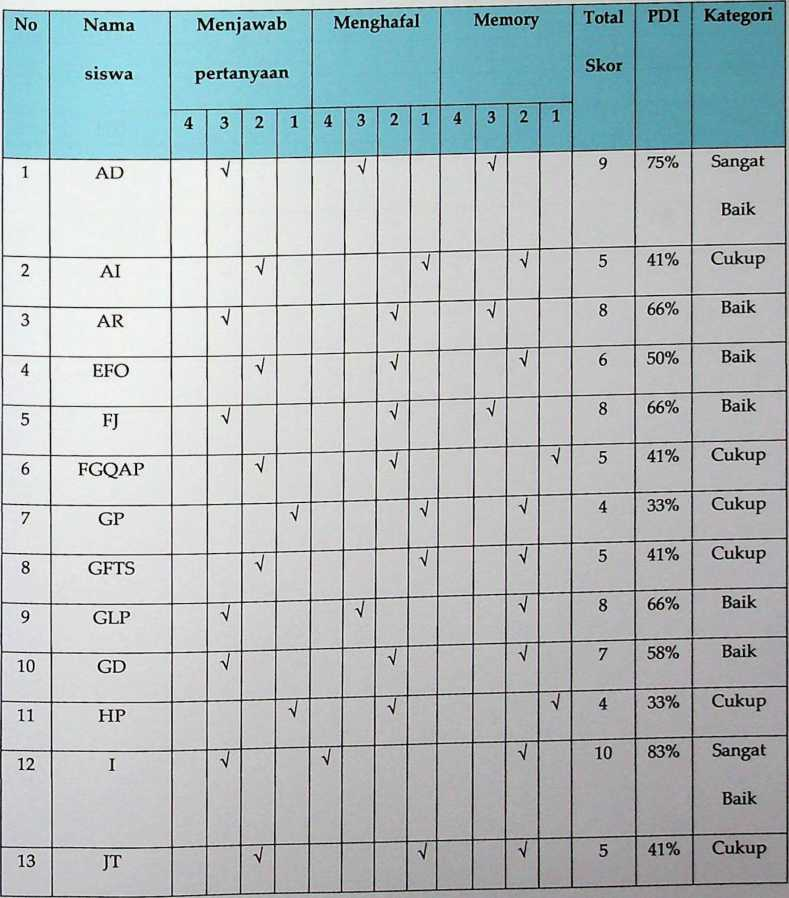 No Nama siswa Menjawab pertanyaan Menghafal Memory Total Skor PDI Kategori
4 3 2 1 4 3 2 1 4 3 2 1
1 AD √ √ √ 9 75% Sangat Baik
2 AI √ √ √ 5 41% Cukup
3 AR √ √ √ 8 66% Baik
4 EFO √ √ √ 6 50% Baik
5 FJ √ √ √ 8 66% Baik
6 FGQAP √ √ √ 5 41% Cukup
7 GP √ √ √ 4 33% Cukup
8 GFTS √ √ √ 5 41% Cukup
9 GLP √ √ √ 8 66% Baik
10 GD √ √ √ 7 58% Baik
11 HP √ √ √ 4 33% Cukup
12 I √ √ √ 10 83% Sangat Baik
13 JT √ √ √ 5 41% Cukup